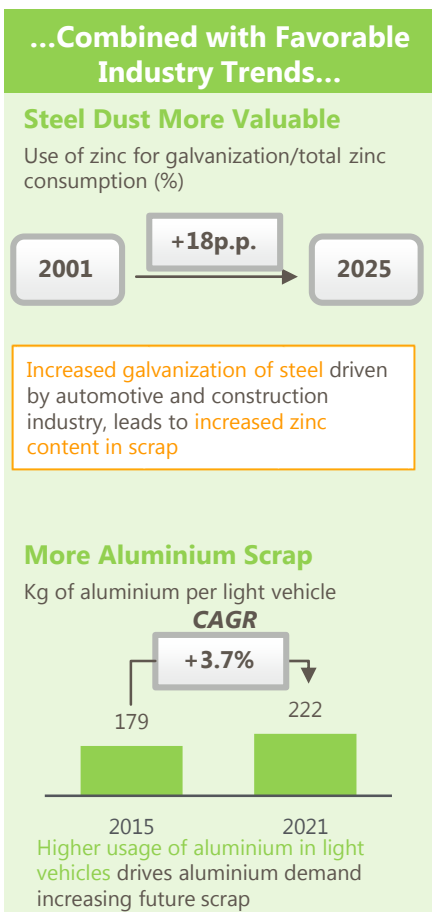 ...Combined with Favorable
Industry Trends...
Steel Dust More Valuable
Use of zinc for galvanization/total zinc
consumption (%)
+18p.p.
2001
2025
Increased galvanization of steel driven
by automotive and construction
industry, leads to increased zinc
content in scrap
More Aluminium Scrap
Kg of aluminium per light vehicle
CAGR
+3.7%
179
222
2015
2021
Higher usage of aluminium in light
vehicles drives aluminium demand
increasing future scrap